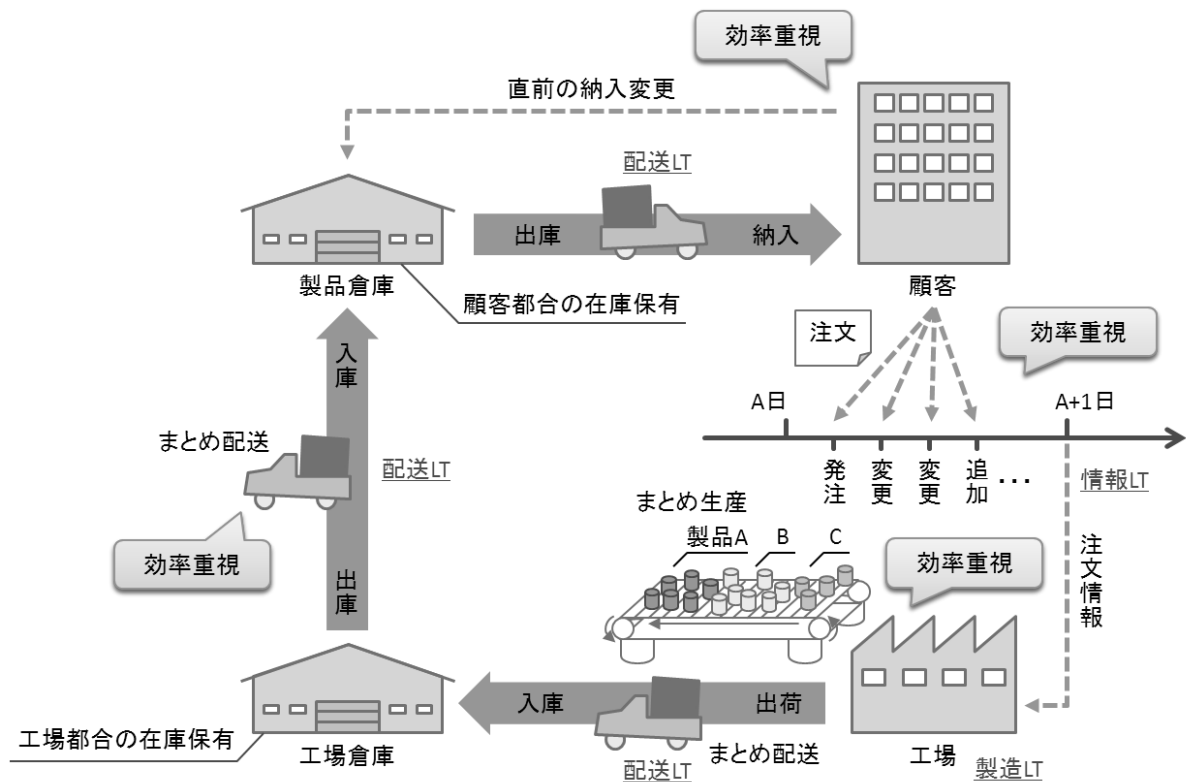 効率重視
直前の納入変更
配送LT
出庫
納入
製品倉庫
顧客
顧客都合の在庫保有
注文
効率重視
A日
A+1日
発注
変更
変更
追加
・・・
情報LT
注文情報
入庫
まとめ配送
配送LT
効率重視
出庫
まとめ生産
製品A
B
C
効率重視
入庫
出荷
工場都合の在庫保有
工場倉庫
配送LT
まとめ配送
工場
製造LT